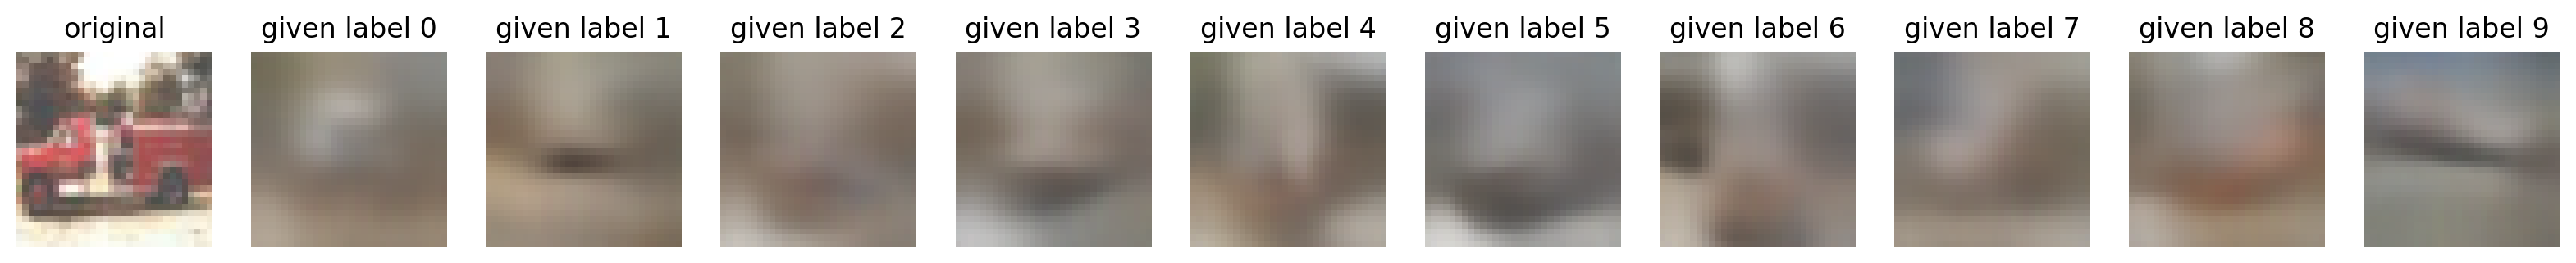 original
given label 0
given label 1
given label 2
given label 3
given label 4
given label 5
given label 6
given label 7
given label 8
given label 9